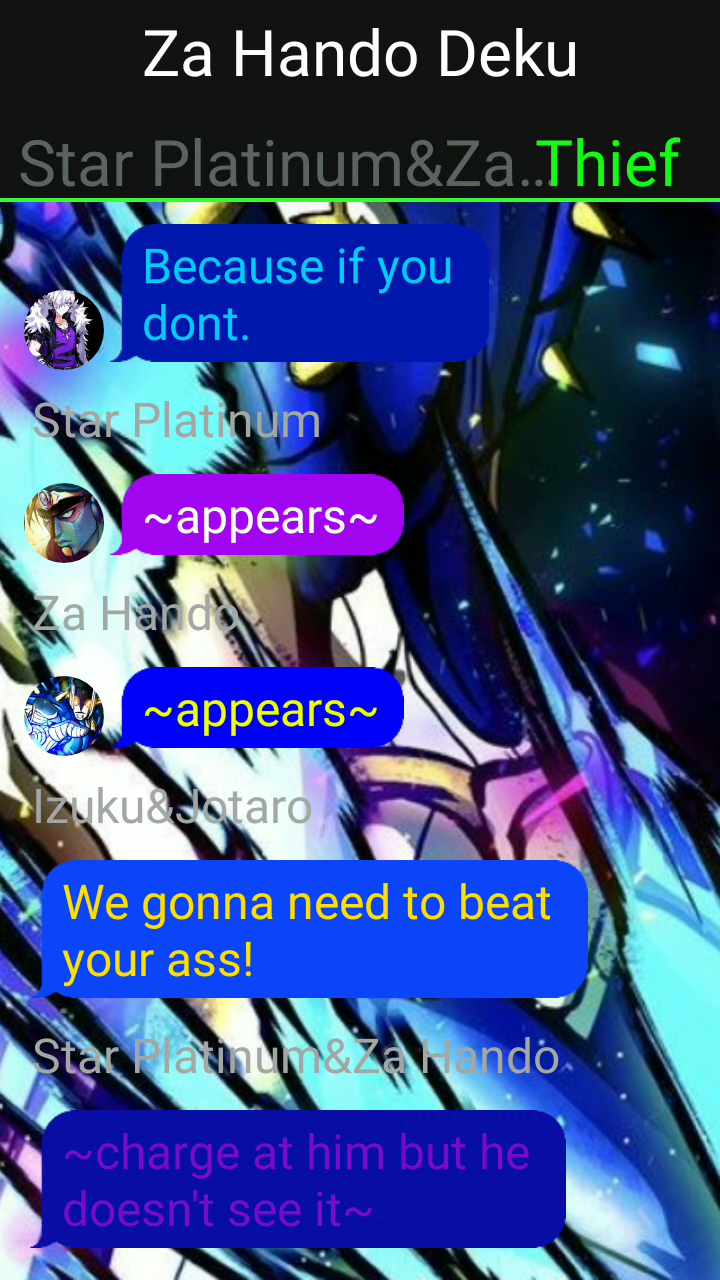 Za Hando Deku
Star Platinum&Za... Thief
Because if you
dont.
Star Platinum
~appears~
Za Hando
~appears~
Izuku&Jotaro
We gonna need to beat
your ass!
Star Platinum&Za Hando
~charge at him but he
doesn't see it~